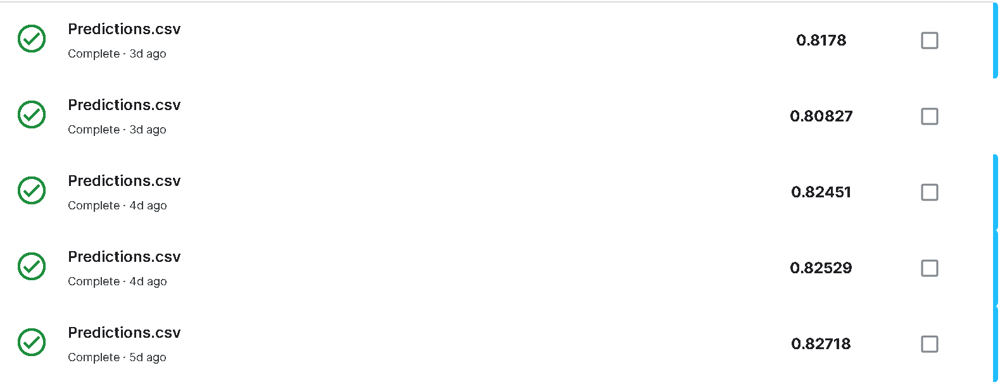 Predictions.csv
Complete · 3d ago
0.8178
Predictions.csv
Complete · 3d ago
0.80827
Predictions.csv
Complete · 4d ago
0.82451
Predictions.csv
Complete · 4d ago
0.82529
Predictions.csv
Complete · 5d ago
0.82718